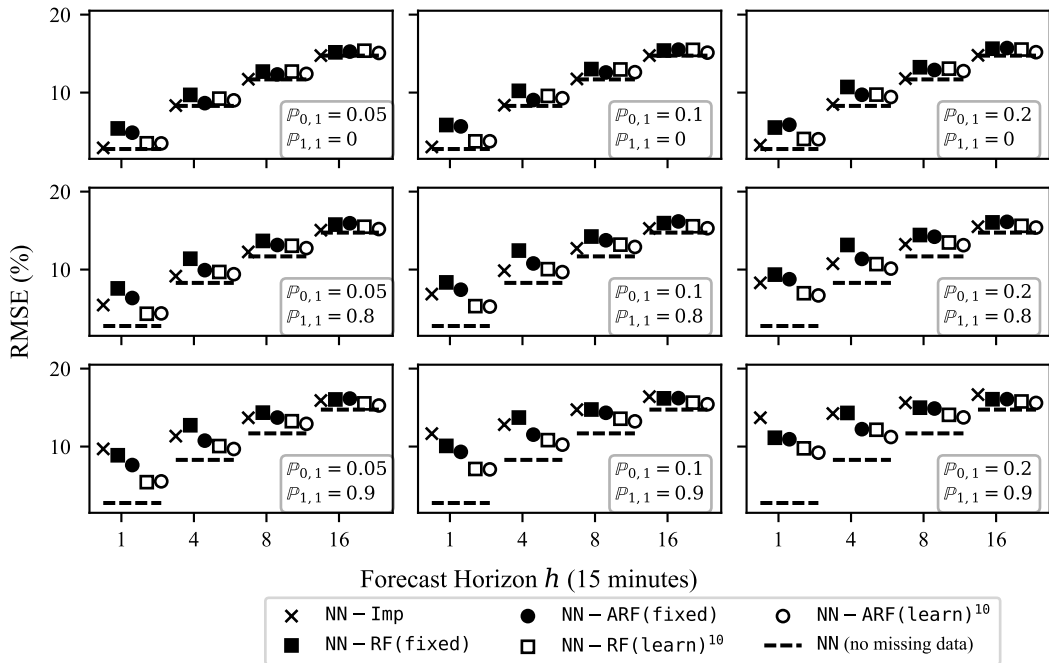 20
10
ℙ0,1 = 0.05
ℙ1,1 = 0
ℙ0,1 = 0.1
ℙ1,1 = 0
ℙ0,1 = 0.2
ℙ1,1 = 0
20
10
ℙ0,1 = 0.05
ℙ1,1 = 0.8
ℙ0,1 = 0.1
ℙ1,1 = 0.8
ℙ0,1 = 0.2
ℙ1,1 = 0.8
RMSE (%)
20
10
ℙ0,1 = 0.05
ℙ1,1 = 0.9
ℙ0,1 = 0.1
ℙ1,1 = 0.9
ℙ0,1 = 0.2
ℙ1,1 = 0.9
1 4 8 16 1 4 8 16 1 4 8 16
Forecast Horizon h (15 minutes)
NN−Imp NN−ARF(fixed) NN−ARF(learn)¹⁰
NN−RF(fixed) NN−RF(learn)¹⁰ NN (no missing data)